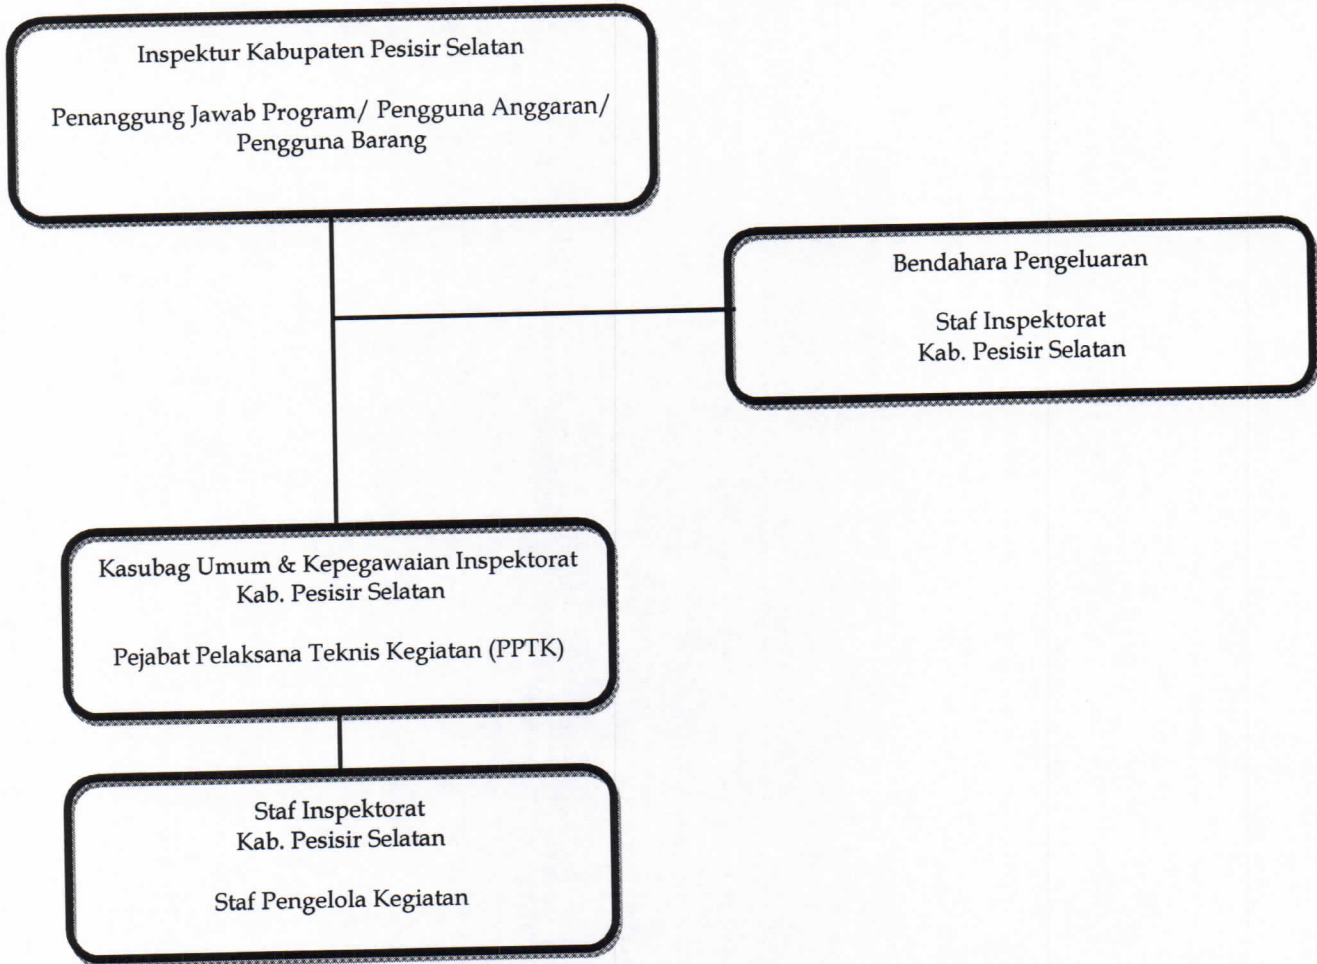 Inspektur Kabupaten Pesisir Selatan
Penanggung Jawab Program/ Pengguna Anggaran/
Pengguna Barang
Bendahara Pengeluaran
Staf Inspektorat
Kab. Pesisir Selatan
Kasubag Umum & Kepegawaian Inspektorat
Kab. Pesisir Selatan
Pejabat Pelaksana Teknis Kegiatan (PPTK)
Staf Inspektorat
Kab. Pesisir Selatan
Staf Pengelola Kegiatan